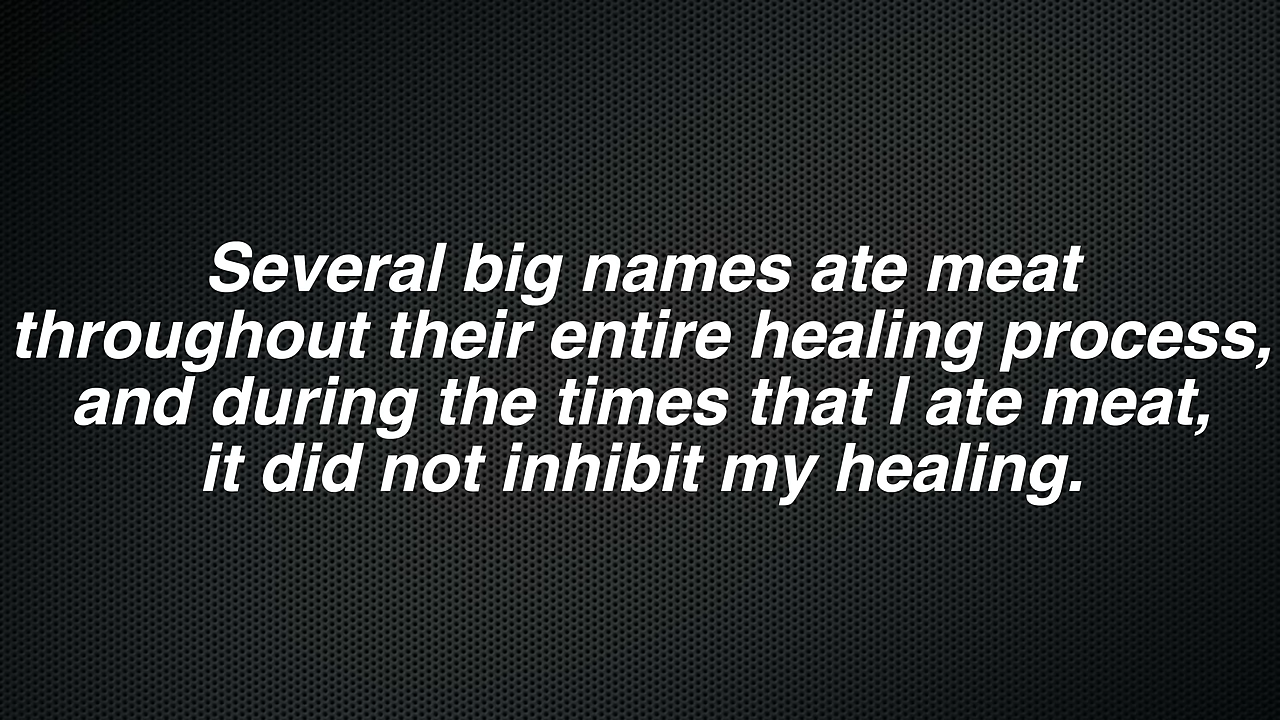 Several big names ate meat
throughout their entire healing process,
and during the times that I ate meat,
it did not inhibit my healing.